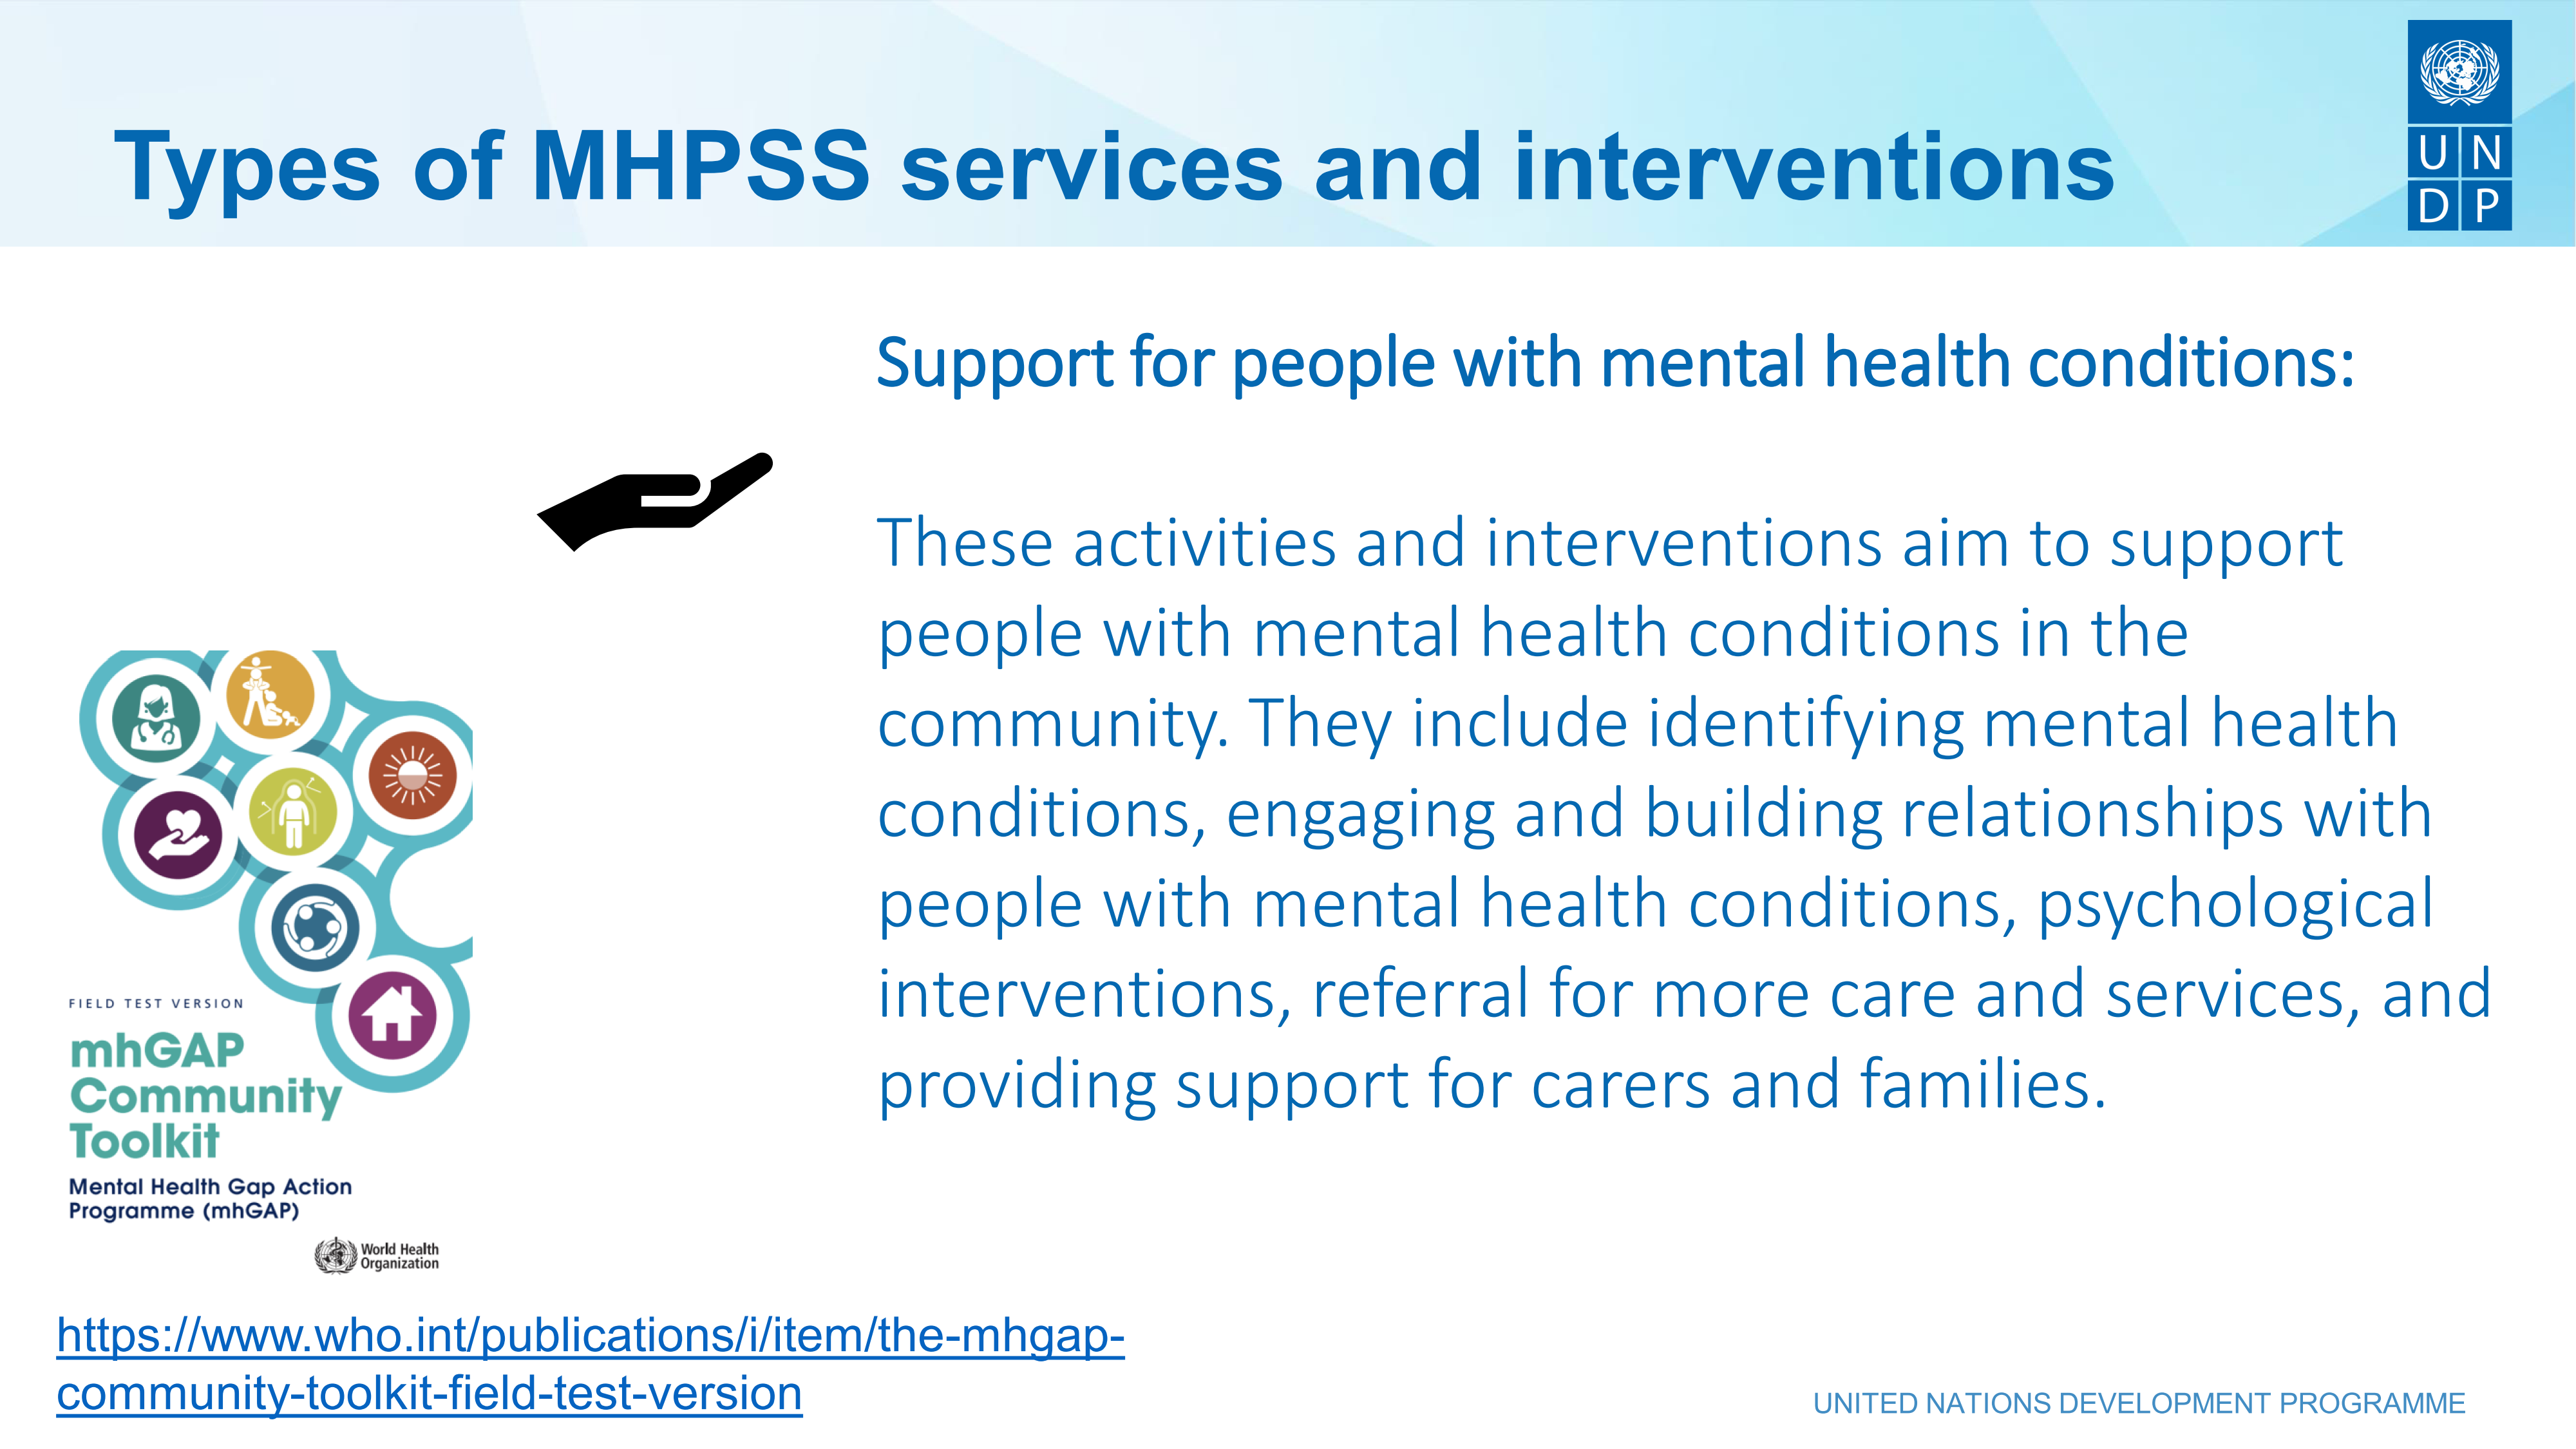 Types of MHPSS services and interventions
U N
D P
Support for people with mental health conditions:
These activities and interventions aim to support
people with mental health conditions in the
community. They include identifying mental health
conditions, engaging and building relationships with
people with mental health conditions, psychological
interventions, referral for more care and services, and
providing support for carers and families.
FIELD TEST VERSION
mhGAP
Community
Toolkit
Mental Health Gap Action
Programme (mhGAP)
World Health
Organization
https://www.who.int/publications/i/item/the-mhgap-
community-toolkit-field-test-version
UNITED NATIONS DEVELOPMENT PROGRAMME